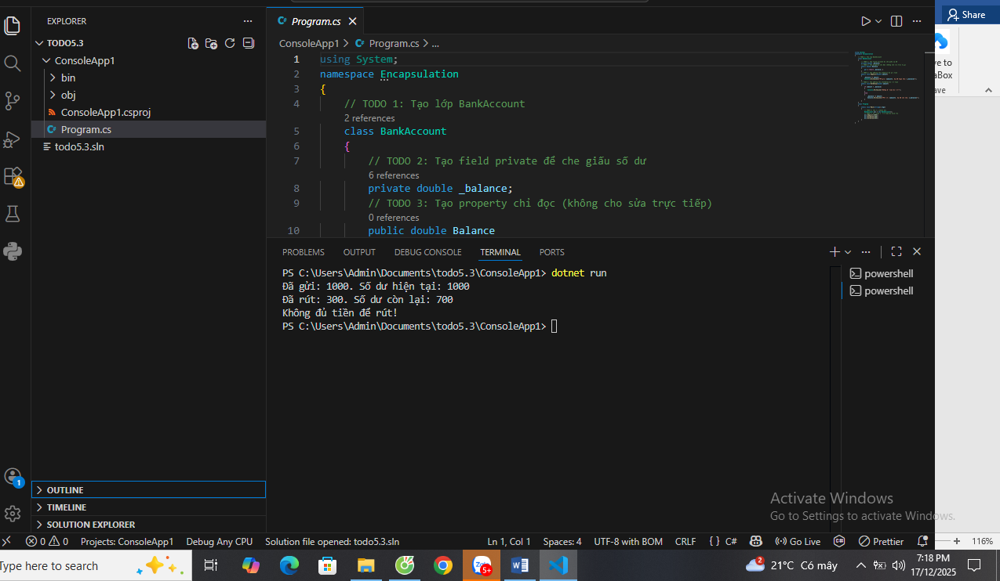 EXPLORER
TODO5.3
ConsoleApp1
bin
obj
ConsoleApp1.csproj
Program.cs
todo5.3.sln
OUTLINE
TIMELINE
SOLUTION EXPLORER
1
C# Program.cs
ConsoleApp1 > C# Program.cs > ...
1 using System;
2 namespace Encapsulation
3 {
4 // TODO 1: Tạo lớp BankAccount
2 references
5 class BankAccount
6 {
7 // TODO 2: Tạo field private để che giấu số dư
6 references
8 private double _balance;
9 // TODO 3: Tạo property chỉ đọc (không cho sửa trực tiếp)
0 references
10 public double Balance
PROBLEMS OUTPUT DEBUG CONSOLE TERMINAL PORTS
PS C:\Users\Admin\Documents\todo5.3\ConsoleApp1> dotnet run
Đã gửi: 1000. Số dư hiện tại: 1000
Đã rút: 300. Số dư còn lại: 700
Không đủ tiền để rút!
PS C:\Users\Admin\Documents\todo5.3\ConsoleApp1>
powershell
powershell
Share
ve to
aBox
ave
Activate Windows
Go to Settings to activate Windows.
0 0 Projects: ConsoleApp1 Debug Any CPU Solution file opened: todo5.3.sln Ln 1, Col 1 Spaces: 4 UTF-8 with BOM CRLF { } C# Go Live Prettier
116%
Type here to search
Zalo 5+
2 21°C Có mây
7:18 PM
17/12/2025